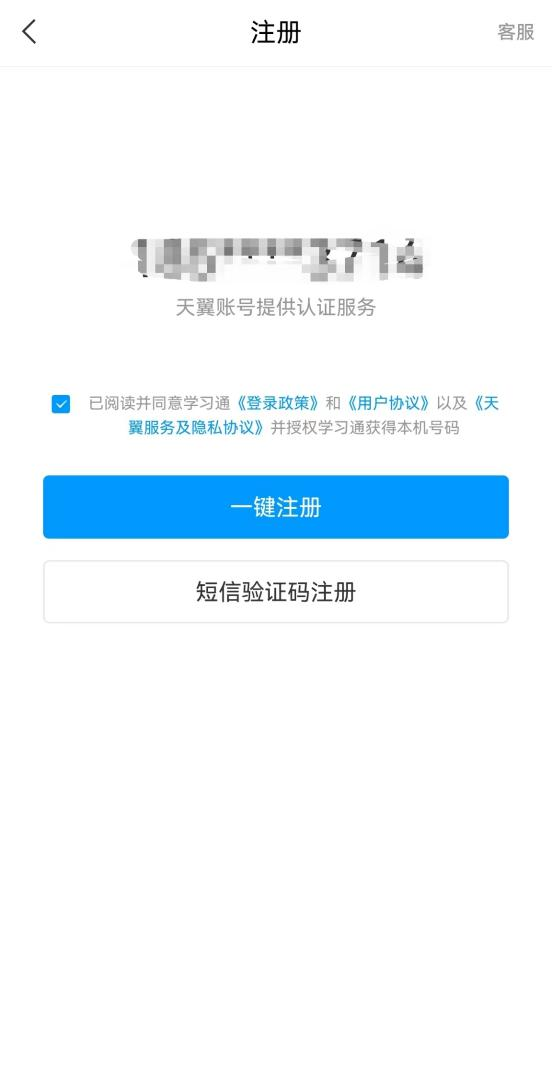 注册
客服
天翼账号提供认证服务
已阅读并同意学习通《登录政策》和《用户协议》以及《天
翼服务及隐私协议》并授权学习通获得本机号码
一键注册
短信验证码注册